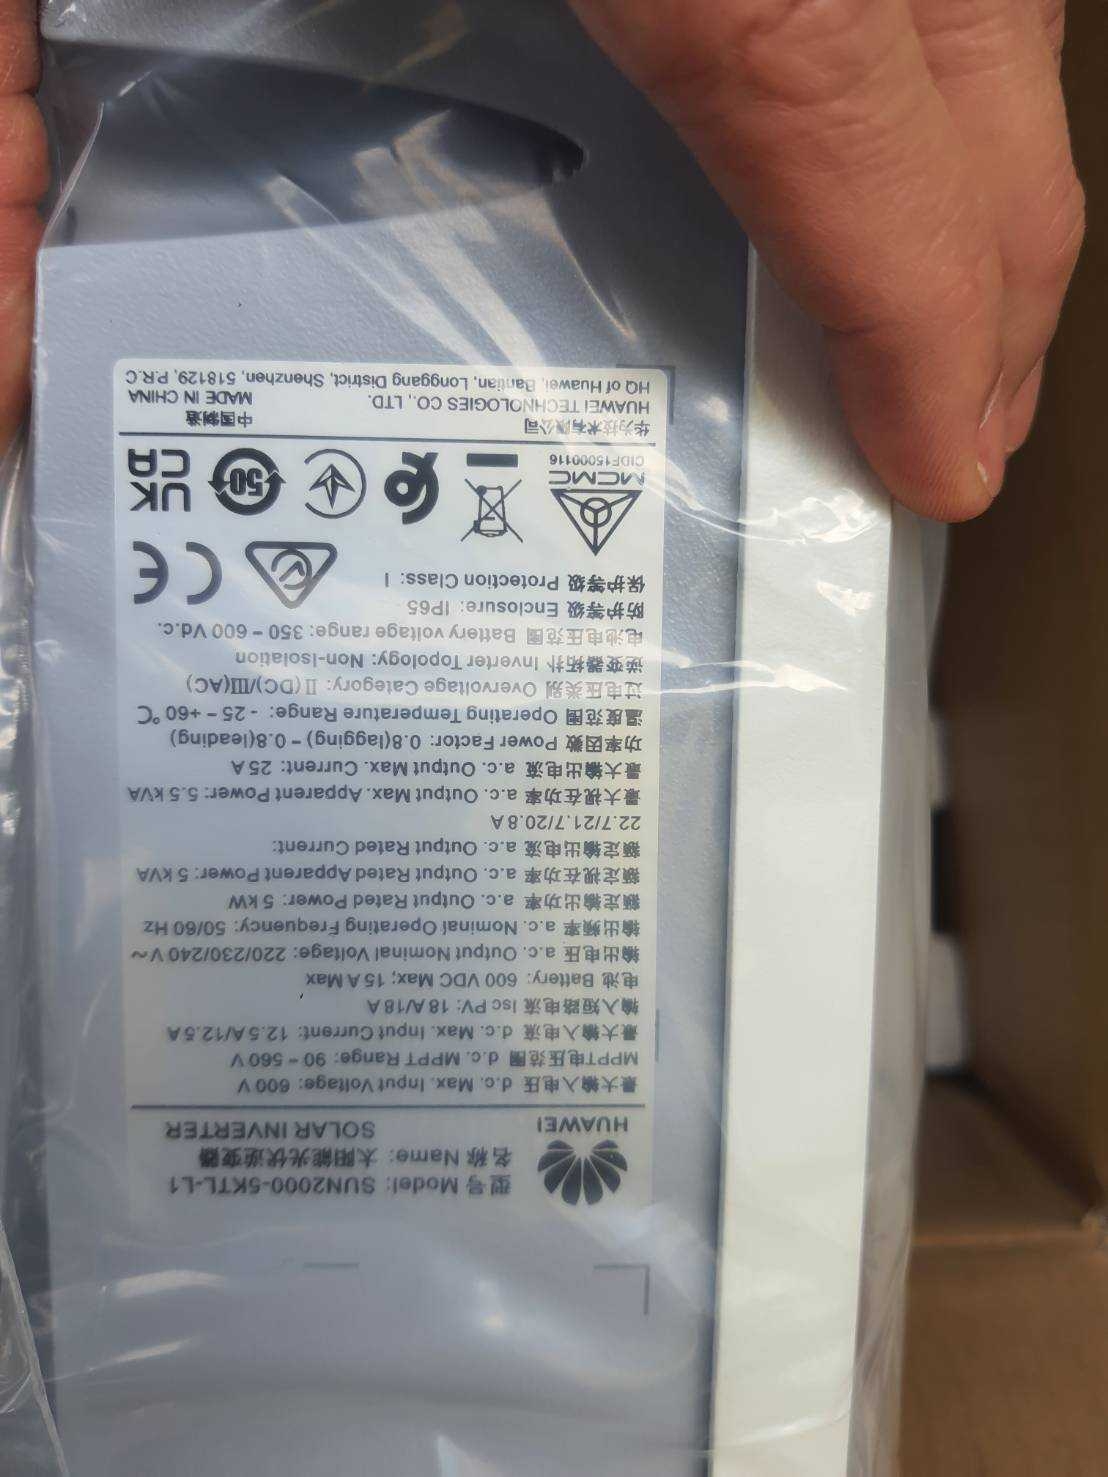 HUAWEI
型号 Model: SUN2000-5KTL-L1
名称 Name: 太阳能光伏逆变器
SOLAR INVERTER
最大输入电压 d.c. Max. Input Voltage: 600 V
MPPT电压范围 d.c. MPPT Range: 90 - 560 V
最大输入电流 d.c. Max. Input Current: 12.5 A/12.5 A
输入短路电流 Isc PV: 18 A/18 A
电池 Battery: 600 VDC Max; 15 A Max
输出电压 a.c. Output Nominal Voltage: 220/230/240 V~
输出频率 a.c. Nominal Operating Frequency: 50/60 Hz
额定输出功率 a.c. Output Rated Power: 5 kW
额定视在功率 a.c. Output Rated Apparent Power: 5 kVA
额定输出电流 a.c. Output Rated Current:
22.7/21.7/20.8 A
最大视在功率 a.c. Output Max. Apparent Power: 5.5 kVA
最大输出电流 a.c. Output Max. Current: 25 A
功率因数 Power Factor: 0.8(lagging) - 0.8(leading)
温度范围 Operating Temperature Range: - 25 - +60 ℃
过电压类别 Overvoltage Category: Ⅱ(DC)/Ⅲ(AC)
逆变器拓扑 Inverter Topology: Non-Isolation
电池电压范围 Battery voltage range: 350 - 600 Vd.c.
防护等级 Enclosure: IP65
保护等级 Protection Class: I
CE
MCMC
CIDF15000116
50
UK
CA
华为技术有限公司 中国制造
HUAWEI TECHNOLOGIES CO., LTD. MADE IN CHINA
HQ of Huawei, Bantian, Longgang District, Shenzhen, 518129, P.R.C